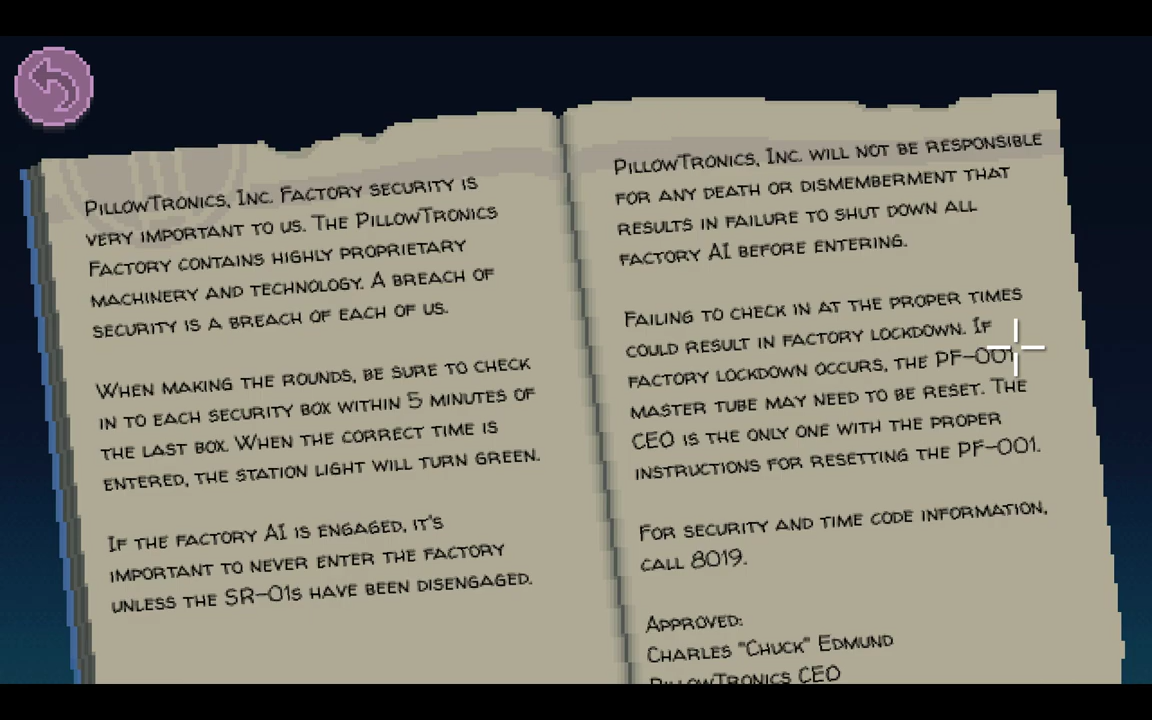 PillowTronics, Inc. Factory security is
very important to us. The PillowTronics
Factory contains highly proprietary
machinery and technology. A breach of
security is a breach of each of us.
When making the rounds, be sure to check
in to each security box within 5 minutes of
the last box. When the correct time is
entered, the station light will turn green.
If the factory AI is engaged, it's
important to never enter the factory
unless the SR-01s have been disengaged.
PillowTronics, Inc. will not be responsible
for any death or dismemberment that
results in failure to shut down all
factory AI before entering.
Failing to check in at the proper times
could result in factory lockdown. If
factory lockdown occurs, the PF-001
master tube may need to be reset. The
CEO is the only one with the proper
instructions for resetting the PF-001.
For security and time code information,
call 8019.
Approved:
Charles "Chuck" Edmund
PillowTronics CEO